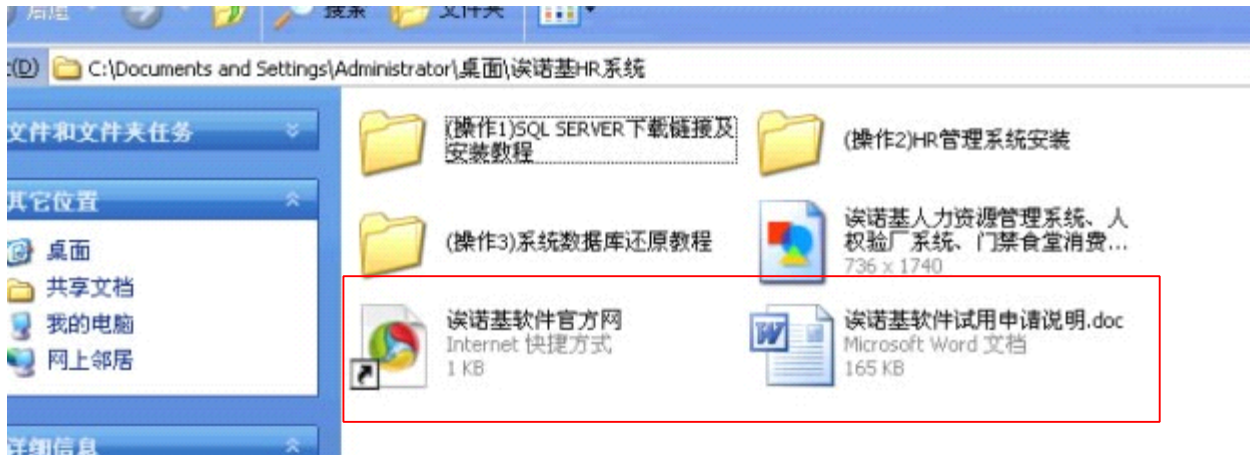 后退 搜索 文件夹
(D) C:\Documents and Settings\Administrator\桌面\诶诺基HR系统
文件和文件夹任务
其它位置
桌面
共享文档
我的电脑
网上邻居
详细信息
(操作1)SQL SERVER下载链接及
安装教程
(操作2)HR管理系统安装
(操作3)系统数据库还原教程
诶诺基人力资源管理系统、人
权验厂系统、门禁食堂消费...
736 x 1740
诶诺基软件官方网
Internet 快捷方式
1 KB
诶诺基软件试用申请说明.doc
Microsoft Word 文档
165 KB